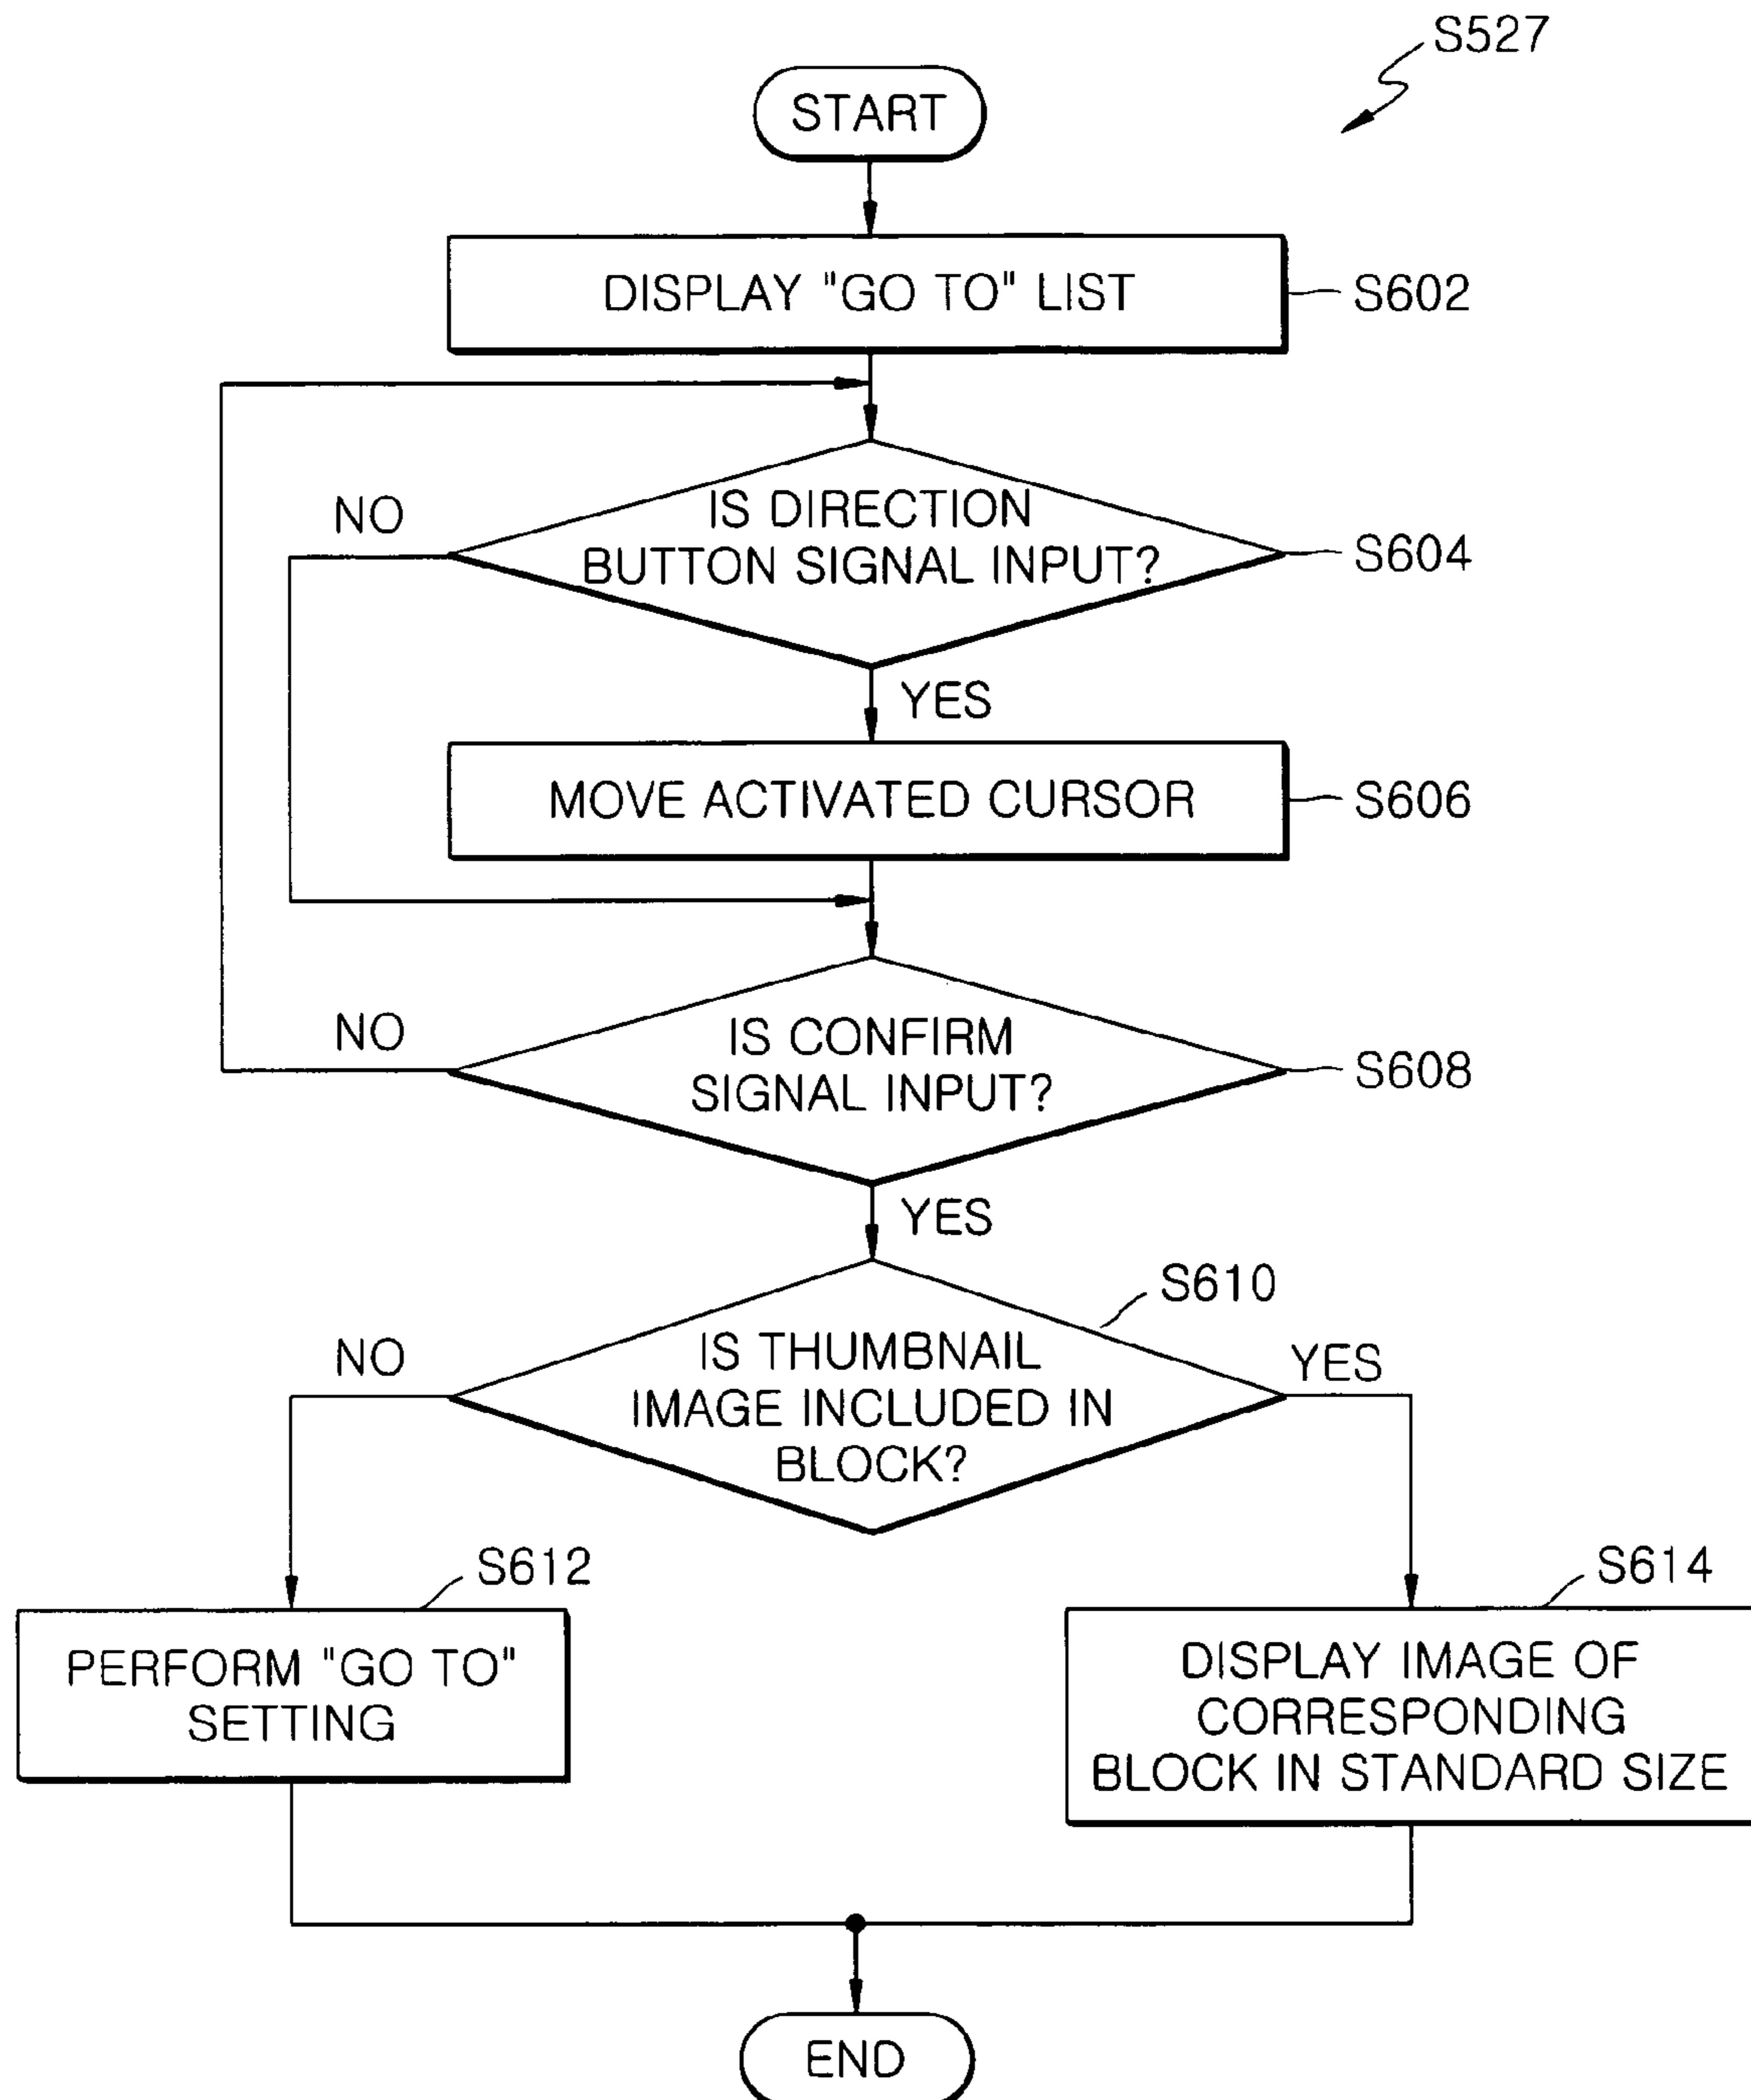 S527
START
DISPLAY "GO TO" LIST
S602
NO
IS DIRECTION
BUTTON SIGNAL INPUT?
S604
YES
MOVE ACTIVATED CURSOR
S606
NO
IS CONFIRM
SIGNAL INPUT?
S608
YES
S610
NO
IS THUMBNAIL
IMAGE INCLUDED IN
BLOCK?
YES
S612
PERFORM "GO TO"
SETTING
S614
DISPLAY IMAGE OF
CORRESPONDING
BLOCK IN STANDARD SIZE
END